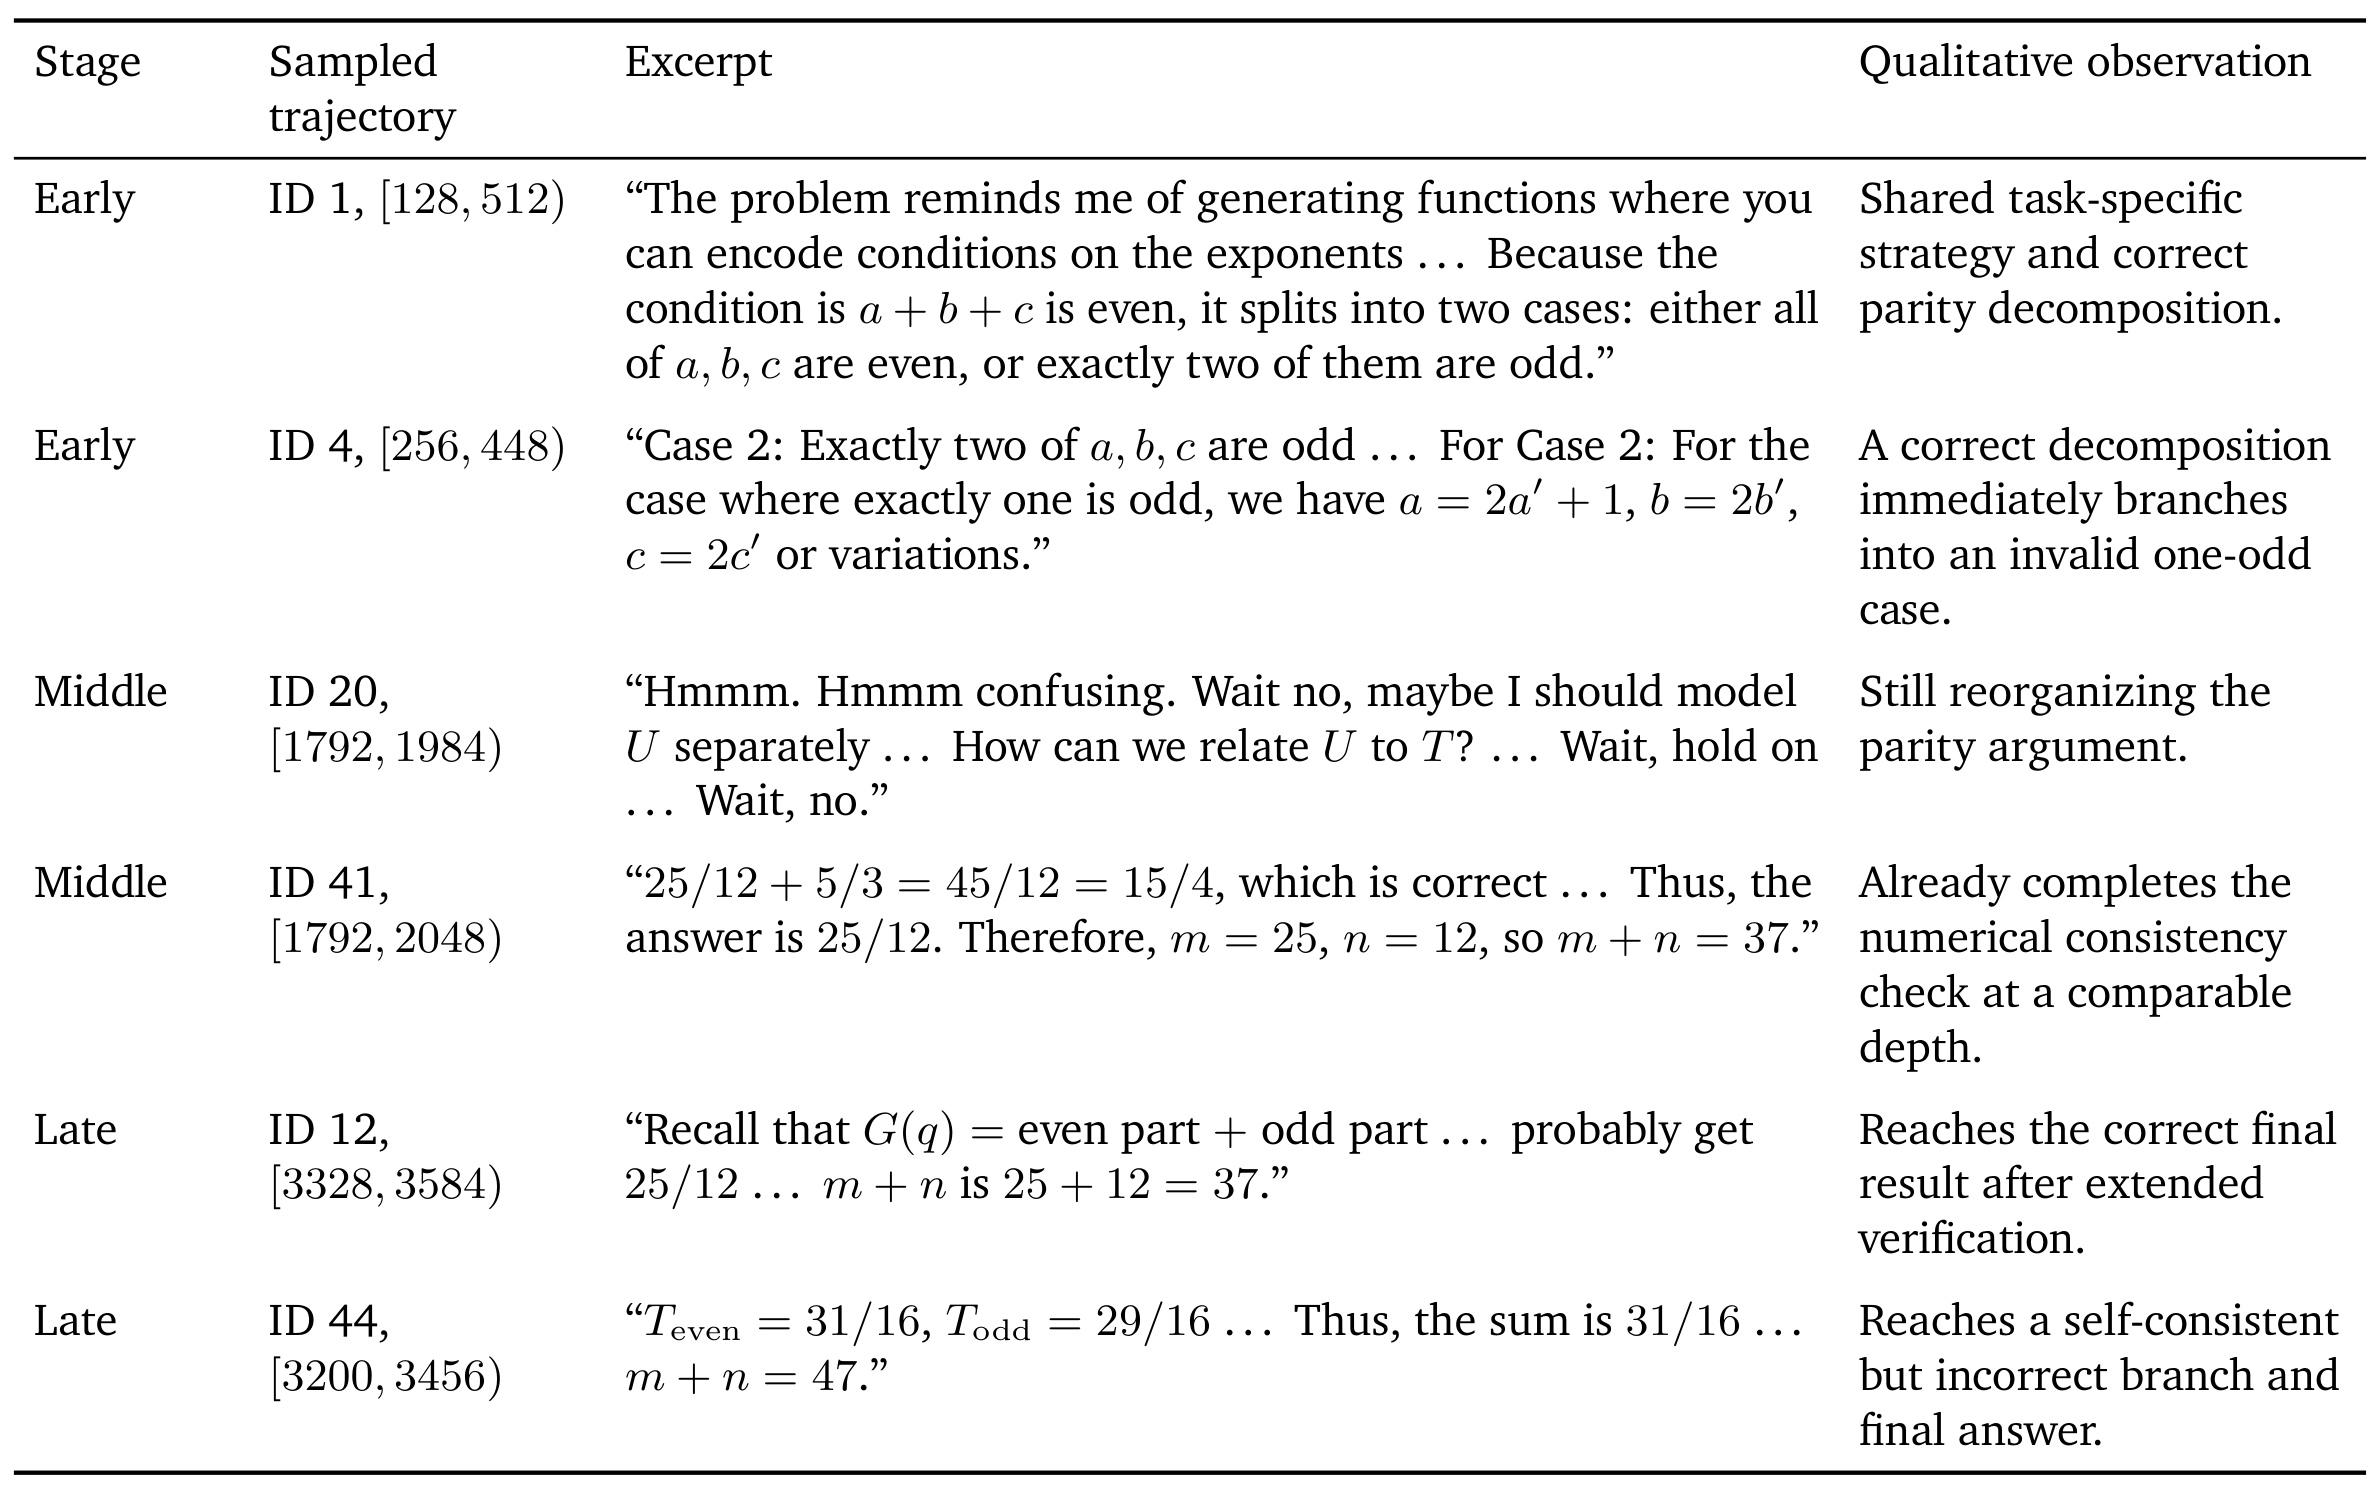 Stage Sampled trajectory Excerpt Qualitative observation
Early ID 1, [128, 512) “The problem reminds me of generating functions where you Shared task-specific
can encode conditions on the exponents … Because the strategy and correct
condition is a + b + c is even, it splits into two cases: either all parity decomposition.
of a, b, c are even, or exactly two of them are odd.”
Early ID 4, [256, 448) “Case 2: Exactly two of a, b, c are odd … For Case 2: For the A correct decomposition
case where exactly one is odd, we have a = 2a′ + 1, b = 2b′, immediately branches
c = 2c′ or variations.” into an invalid one-odd
case.
Middle ID 20, “Hmmm. Hmmm confusing. Wait no, maybe I should model Still reorganizing the
[1792, 1984) U separately … How can we relate U to T? … Wait, hold on parity argument.
… Wait, no.”
Middle ID 41, “25/12 + 5/3 = 45/12 = 15/4, which is correct … Thus, the Already completes the
[1792, 2048) answer is 25/12. Therefore, m = 25, n = 12, so m + n = 37.” numerical consistency
check at a comparable
depth.
Late ID 12, “Recall that G(q) = even part + odd part … probably get Reaches the correct final
[3328, 3584) 25/12 … m + n is 25 + 12 = 37.” result after extended
verification.
Late ID 44, “T_even = 31/16, T_odd = 29/16 … Thus, the sum is 31/16 … Reaches a self-consistent
[3200, 3456) m + n = 47.” but incorrect branch and
final answer.